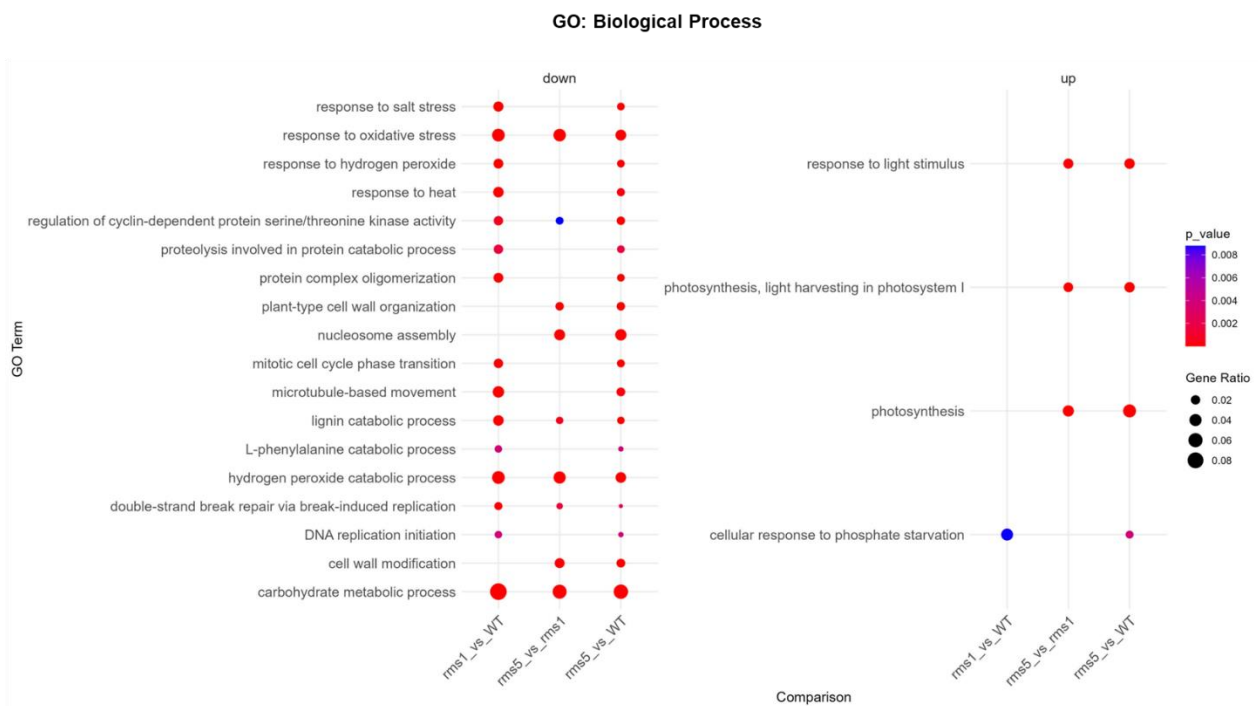 GO: Biological Process
down
up
GO Term
response to salt stress
response to oxidative stress
response to hydrogen peroxide
response to heat
regulation of cyclin-dependent protein serine/threonine kinase activity
proteolysis involved in protein catabolic process
protein complex oligomerization
plant-type cell wall organization
nucleosome assembly
mitotic cell cycle phase transition
microtubule-based movement
lignin catabolic process
L-phenylalanine catabolic process
hydrogen peroxide catabolic process
double-strand break repair via break-induced replication
DNA replication initiation
cell wall modification
carbohydrate metabolic process
rms1_vs_WT
rms5_vs_rms1
rms5_vs_WT
response to light stimulus
photosynthesis, light harvesting in photosystem I
photosynthesis
cellular response to phosphate starvation
rms1_vs_WT
rms5_vs_rms1
rms5_vs_WT
Comparison
p_value
0.008
0.006
0.004
0.002
Gene Ratio
0.02
0.04
0.06
0.08